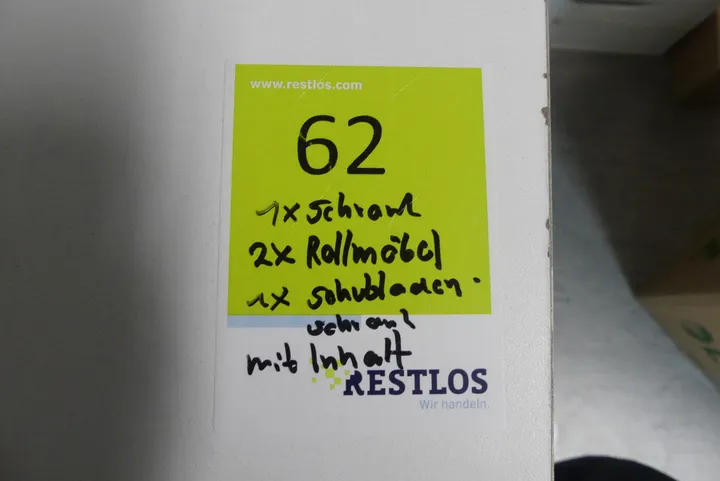 www.restlos.com
62
1x Schrank
2x Rollmöbel
1x Schubladen-
schrank
mit Inhalt
RESTLOS
Wir handeln.